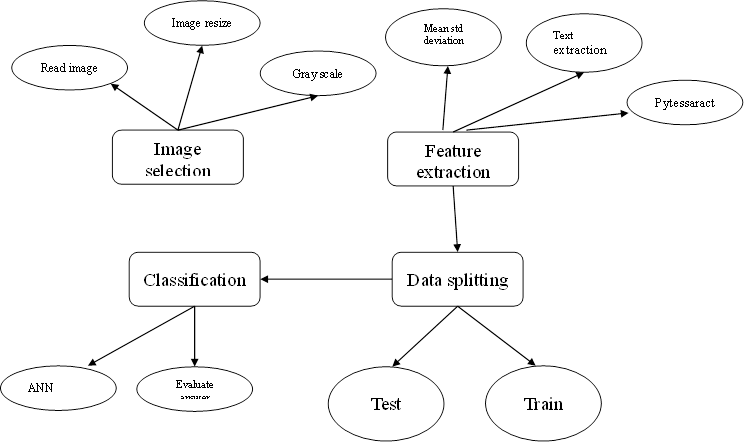 Image resize
Mean std
deviation
Text
extraction
Read image
Gray scale
Pytessaract
Image
selection
Feature
extraction
Classification
Data splitting
ANN
Evaluate
Test
Train